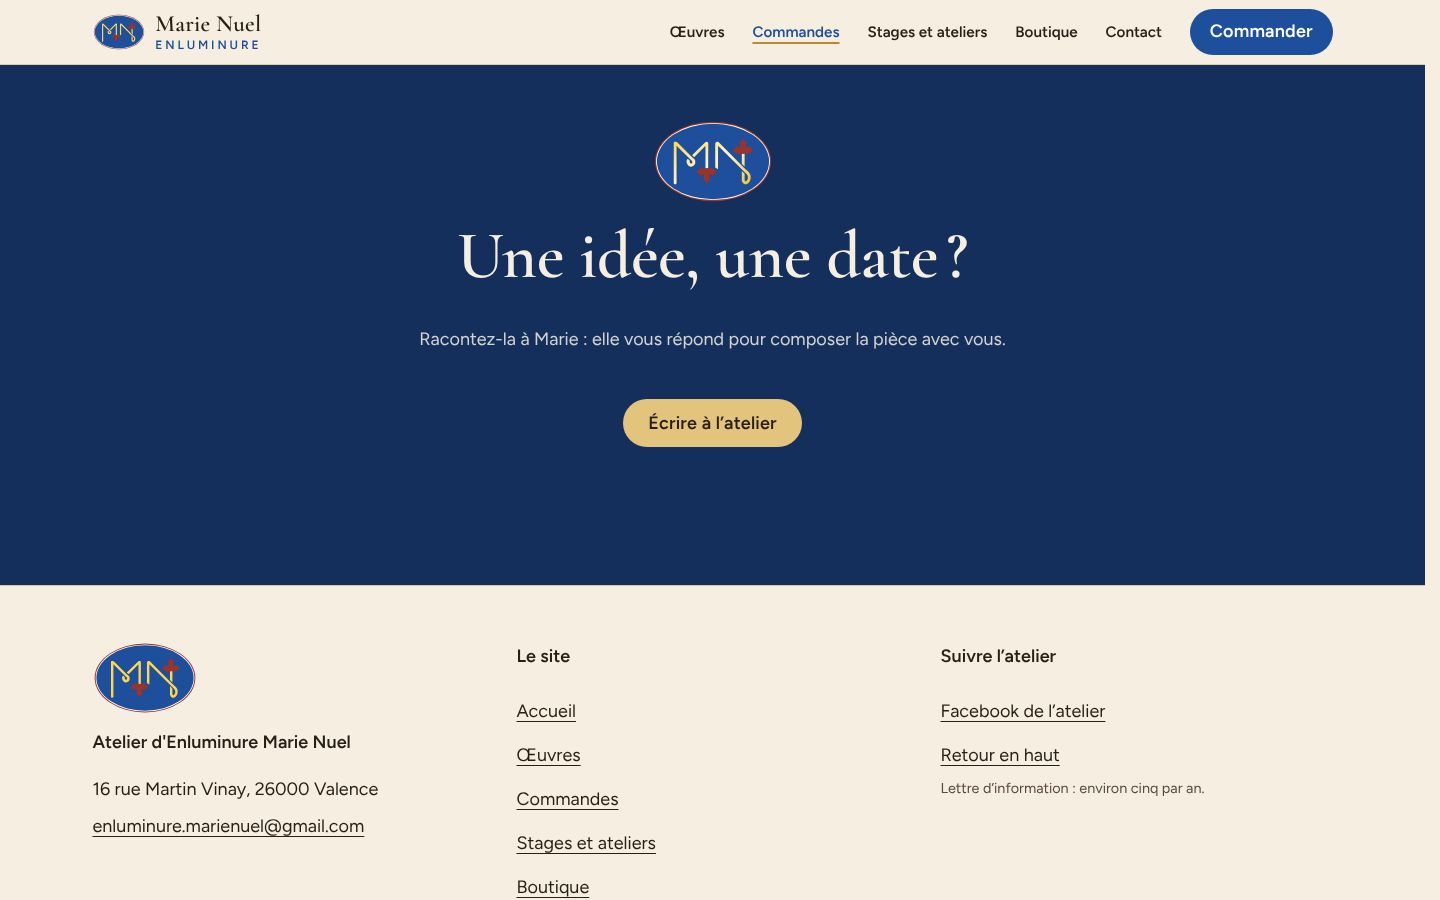 MN
Marie Nuel
ENLUMINURE
Œuvres
Commandes
Stages et ateliers
Boutique
Contact
Commander
MN
Une idée, une date ?
Racontez-la à Marie : elle vous répond pour composer la pièce avec vous.
Écrire à l’atelier
MN
Atelier d'Enluminure Marie Nuel
16 rue Martin Vinay, 26000 Valence
enluminure.marienuel@gmail.com
Le site
Accueil
Œuvres
Commandes
Stages et ateliers
Boutique
Suivre l’atelier
Facebook de l’atelier
Retour en haut
Lettre d’information : environ cinq par an.